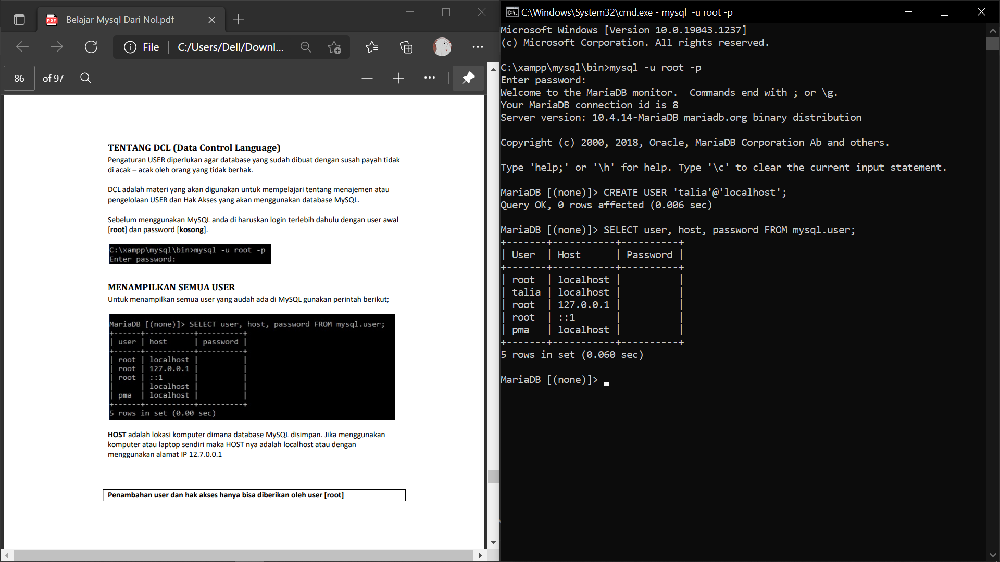 Belajar Mysql Dari Nol.pdf
File
C:/Users/Dell/Downl...
86 of 97
TENTANG DCL (Data Control Language)
Pengaturan USER diperlukan agar database yang sudah dibuat dengan susah payah tidak
di acak – acak oleh orang yang tidak berhak.
DCL adalah materi yang akan digunakan untuk mempelajari tentang menajemen atau
pengelolaan USER dan Hak Akses yang akan menggunakan database MySQL.
Sebelum menggunakan MySQL anda di haruskan login terlebih dahulu dengan user awal
[root] dan password [kosong].
C:\xampp\mysql\bin>mysql -u root -p
Enter password:
MENAMPILKAN SEMUA USER
Untuk menampilkan semua user yang audah ada di MySQL gunakan perintah berikut;
MariaDB [(none)]> SELECT user, host, password FROM mysql.user;
+------+-----------+----------+
| user | host      | password |
+------+-----------+----------+
| root | localhost |          |
| root | 127.0.0.1 |          |
| root | ::1       |          |
|      | localhost |          |
| pma  | localhost |          |
+------+-----------+----------+
5 rows in set (0.00 sec)
HOST adalah lokasi komputer dimana database MySQL disimpan. Jika menggunakan
komputer atau laptop sendiri maka HOST nya adalah localhost atau dengan
menggunakan alamat IP 12.7.0.0.1
Penambahan user dan hak akses hanya bisa diberikan oleh user [root]
C:\Windows\System32\cmd.exe - mysql  -u root -p
Microsoft Windows [Version 10.0.19043.1237]
(c) Microsoft Corporation. All rights reserved.
C:\xampp\mysql\bin>mysql -u root -p
Enter password:
Welcome to the MariaDB monitor.  Commands end with ; or \g.
Your MariaDB connection id is 8
Server version: 10.4.14-MariaDB mariadb.org binary distribution
Copyright (c) 2000, 2018, Oracle, MariaDB Corporation Ab and others.
Type 'help;' or '\h' for help. Type '\c' to clear the current input statement.
MariaDB [(none)]> CREATE USER 'talia'@'localhost';
Query OK, 0 rows affected (0.006 sec)
MariaDB [(none)]> SELECT user, host, password FROM mysql.user;
+-------+-----------+----------+
| User  | Host      | Password |
+-------+-----------+----------+
| root  | localhost |          |
| talia | localhost |          |
| root  | 127.0.0.1 |          |
| root  | ::1       |          |
| pma   | localhost |          |
+-------+-----------+----------+
5 rows in set (0.060 sec)
MariaDB [(none)]>